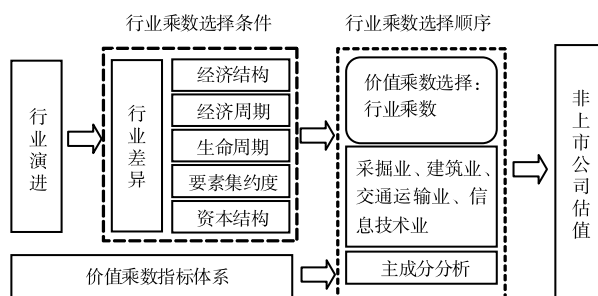 行业乘数选择条件
行业乘数选择顺序
行业演进
行业差异
经济结构
经济周期
生命周期
要素集约度
资本结构
价值乘数选择：
行业乘数
采掘业、建筑业、
交通运输业、信
息技术业
主成分分析
非上市公司估值
价值乘数指标体系